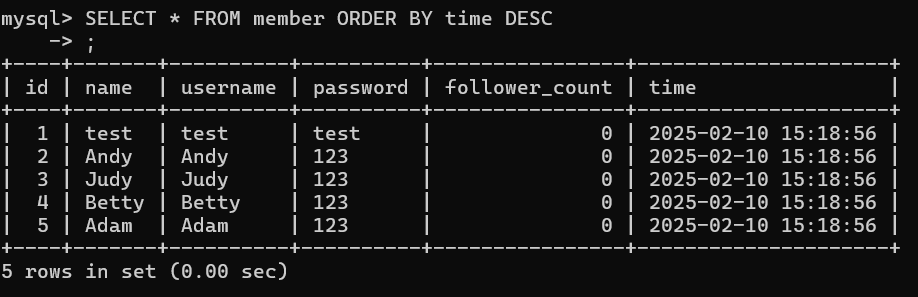 mysql> SELECT * FROM member ORDER BY time DESC
    -> ;
+----+-------+----------+----------+----------------+---------------------+
| id | name  | username | password | follower_count | time                |
+----+-------+----------+----------+----------------+---------------------+
|  1 | test  | test     | test     |              0 | 2025-02-10 15:18:56 |
|  2 | Andy  | Andy     | 123      |              0 | 2025-02-10 15:18:56 |
|  3 | Judy  | Judy     | 123      |              0 | 2025-02-10 15:18:56 |
|  4 | Betty | Betty    | 123      |              0 | 2025-02-10 15:18:56 |
|  5 | Adam  | Adam     | 123      |              0 | 2025-02-10 15:18:56 |
+----+-------+----------+----------+----------------+---------------------+
5 rows in set (0.00 sec)